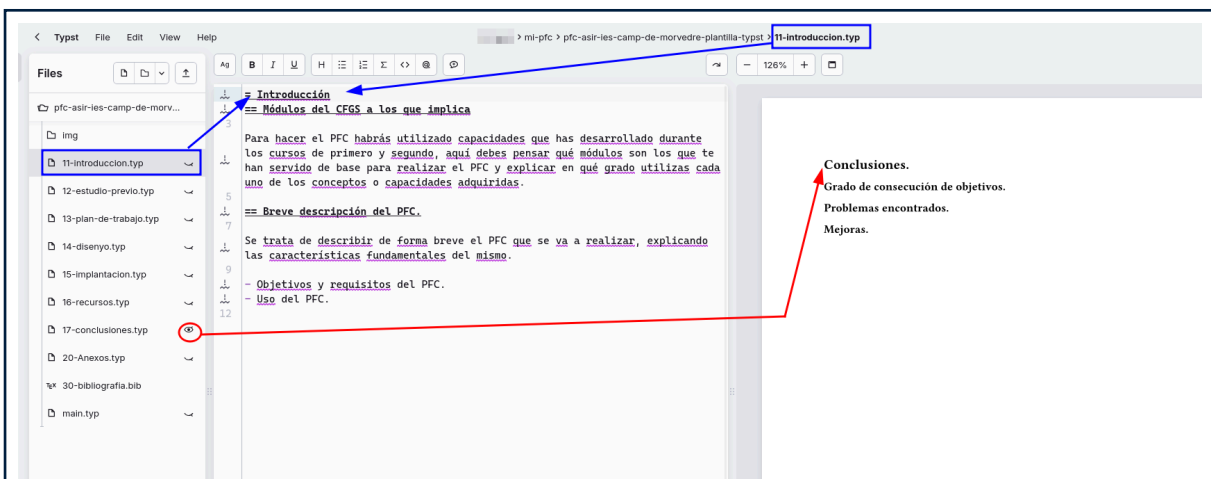 Typst File Edit View Help
> mi-pfc > pfc-asir-ies-camp-de-morvedre-plantilla-typst > 11-introduccion.typ
Files
Ag B I U H Σ <> @ 126%
pfc-asir-ies-camp-de-morv...
img
11-introduccion.typ
12-estudio-previo.typ
13-plan-de-trabajo.typ
14-disenyo.typ
15-implantacion.typ
16-recursos.typ
17-conclusiones.typ
20-Anexos.typ
30-bibliografia.bib
main.typ
= Introducción
== Módulos del CFGS a los que implica
3
Para hacer el PFC habrás utilizado capacidades que has desarrollado durante
los cursos de primero y segundo, aquí debes pensar qué módulos son los que te
han servido de base para realizar el PFC y explicar en qué grado utilizas cada
uno de los conceptos o capacidades adquiridas.
5
== Breve descripción del PFC.
7
Se trata de describir de forma breve el PFC que se va a realizar, explicando
las características fundamentales del mismo.
9
- Objetivos y requisitos del PFC.
- Uso del PFC.
12
Conclusiones.
Grado de consecución de objetivos.
Problemas encontrados.
Mejoras.